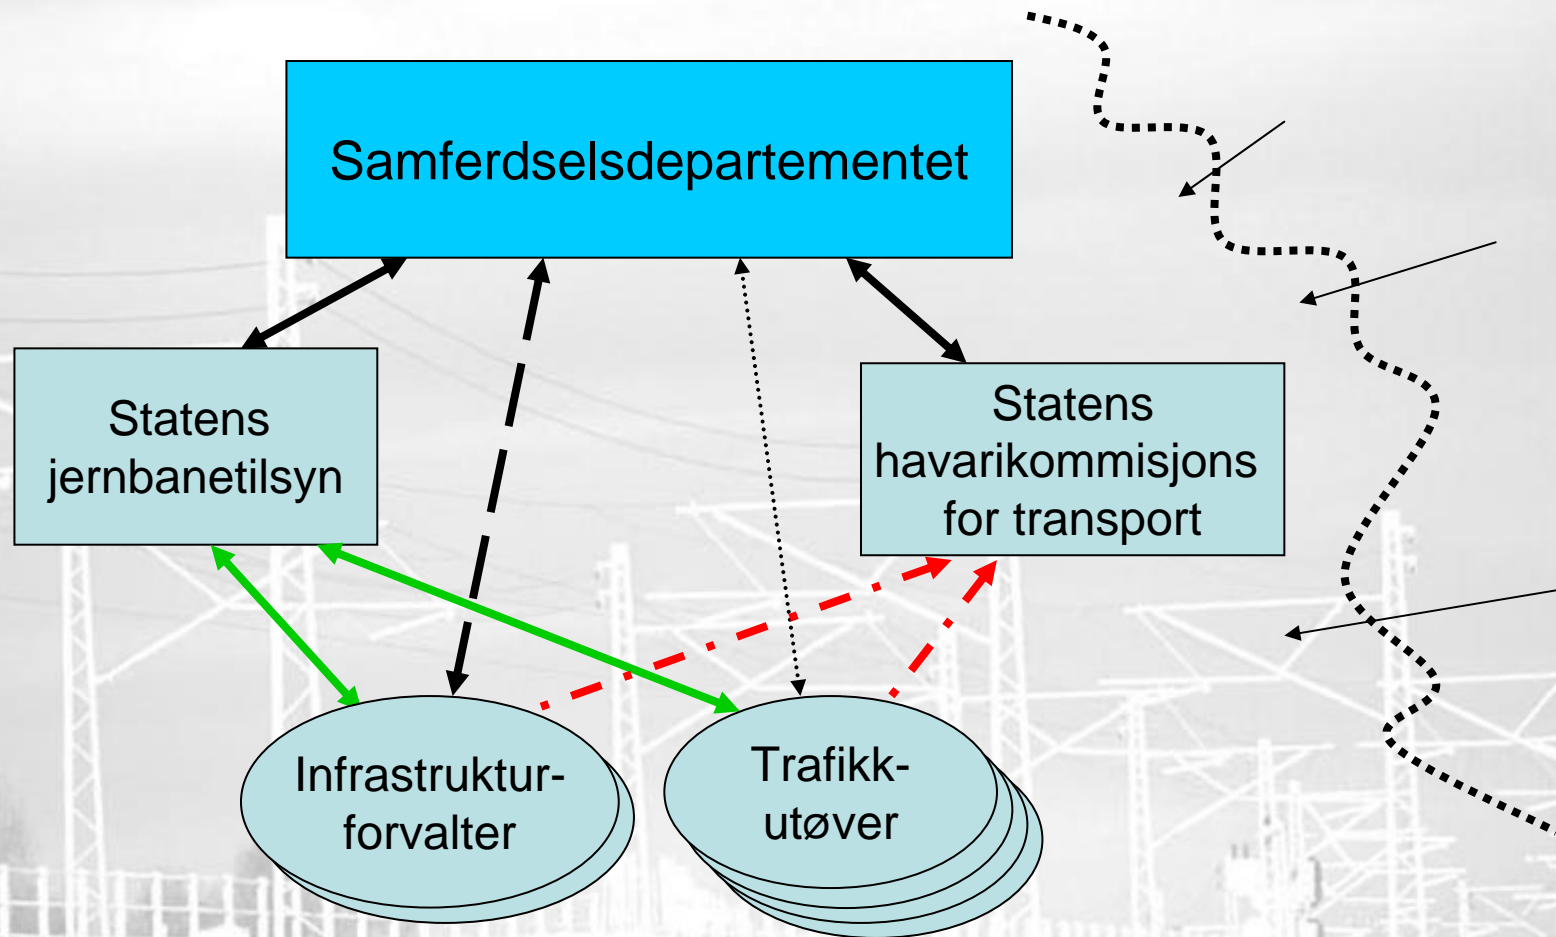 Samferdselsdepartementet
Statens
jernbanetilsyn
Statens
havarikommisjons
for transport
Infrastruktur-
forvalter
Trafikk-
utøver